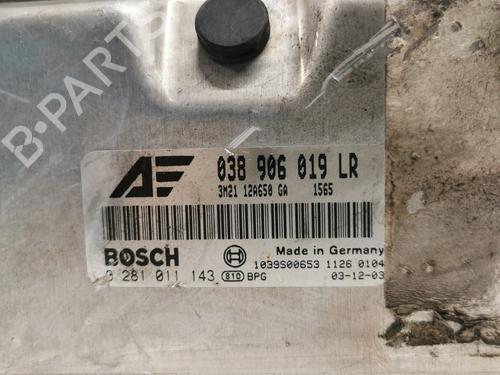 B-PARTS
AE 038 906 019 LR
3M21 12A650 GA 1565
BOSCH Made in Germany
0 281 011 143 810 BPG 1039S00653 1126 0104
03-12-03